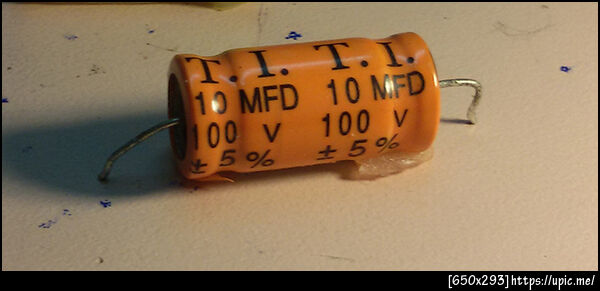 T. I. T. I.
10 MFD 10 MFD
100 V 100 V
± 5 % ± 5 %
[650x293] https://upic.me/